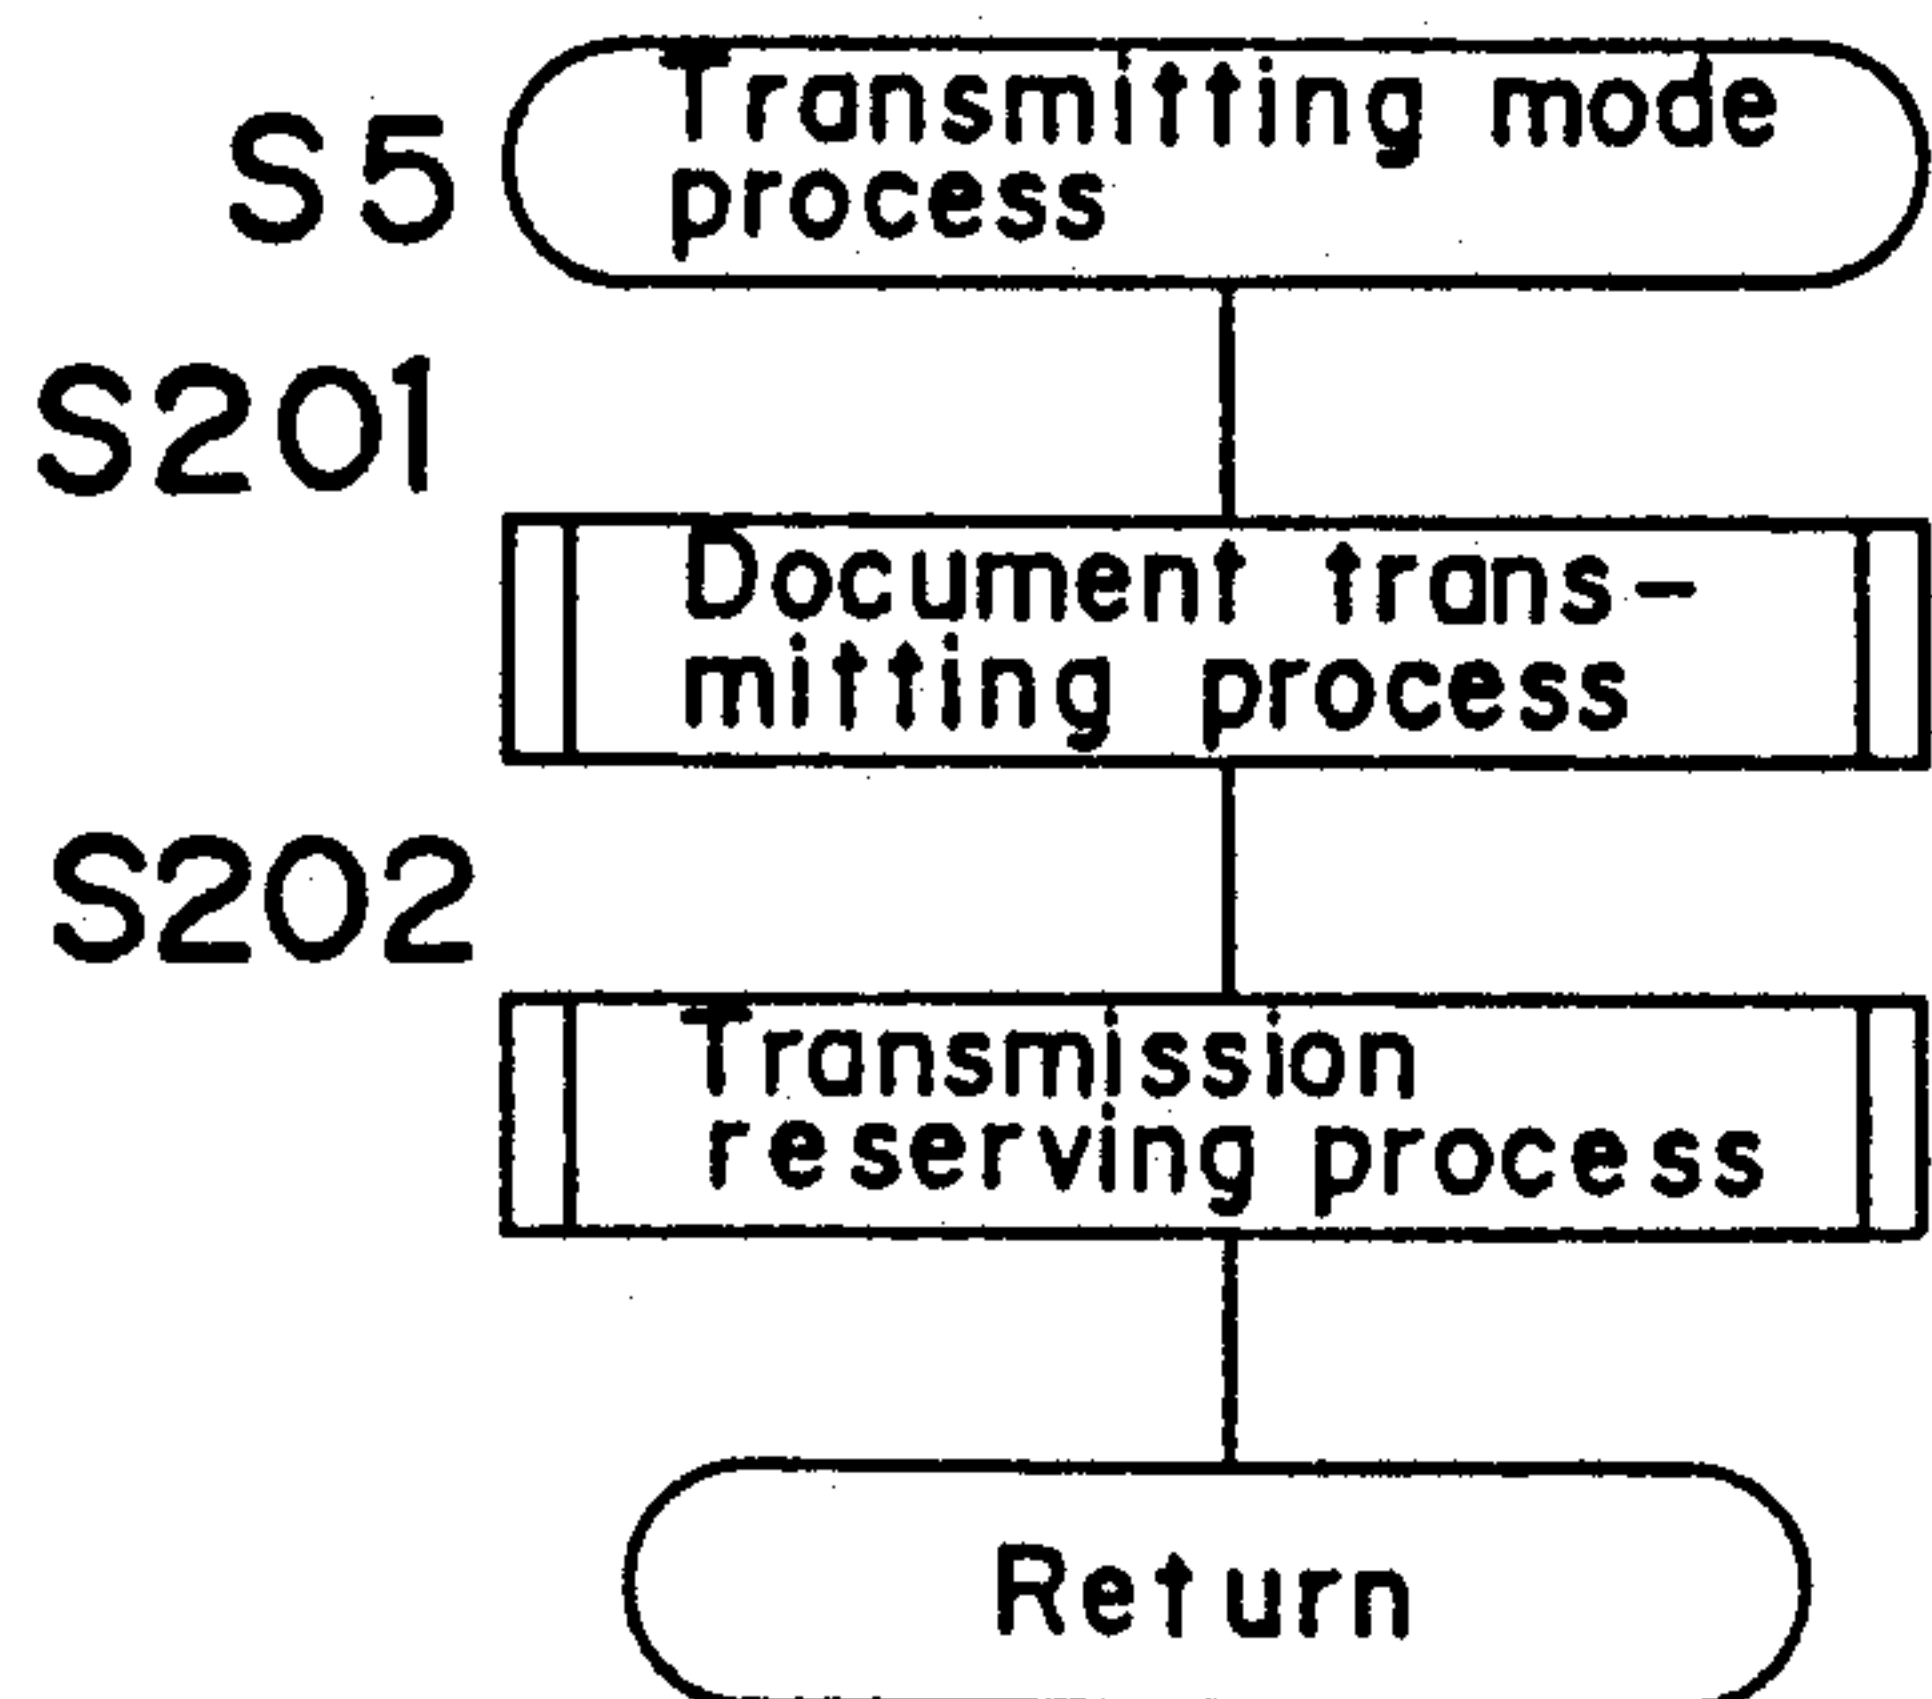 S5
Transmitting mode
process
S201
Document trans-
mitting process
S202
Transmission
reserving process
Return